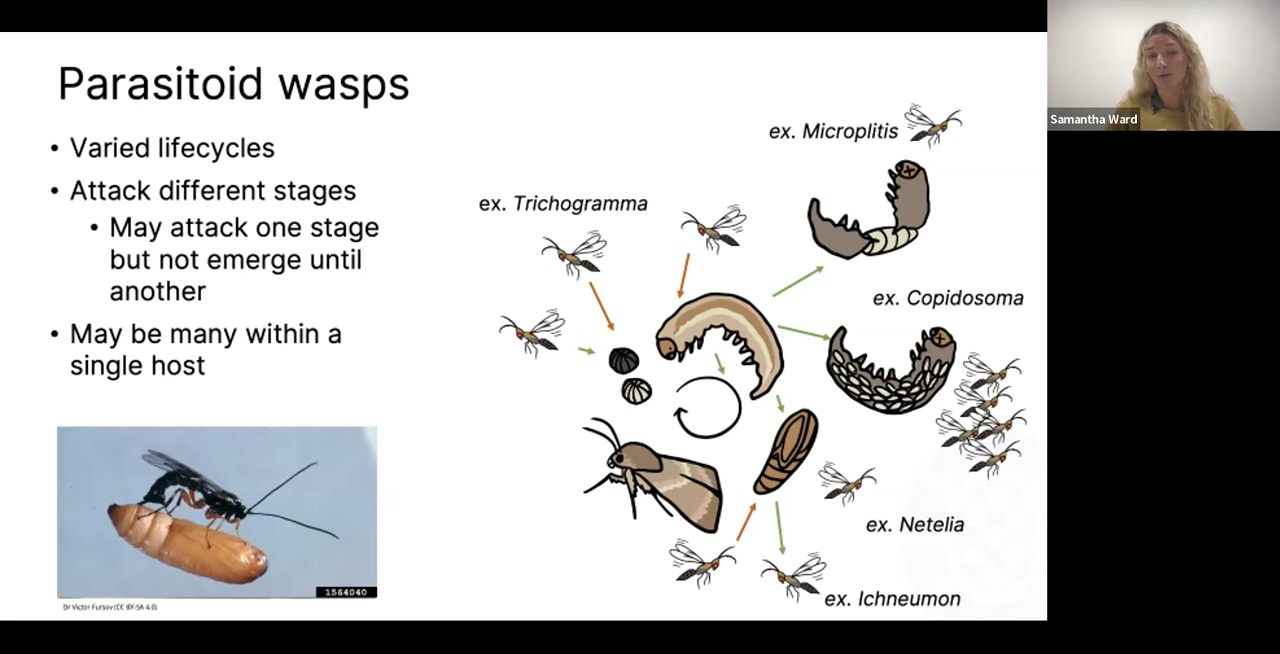 Parasitoid wasps
• Varied lifecycles
• Attack different stages
• May attack one stage
but not emerge until
another
• May be many within a
single host
1564040
Dr Victor Fursov (CC BY-SA 4.0)
ex. Trichogramma
ex. Microplitis
ex. Copidosoma
ex. Netelia
ex. Ichneumon
Samantha Ward